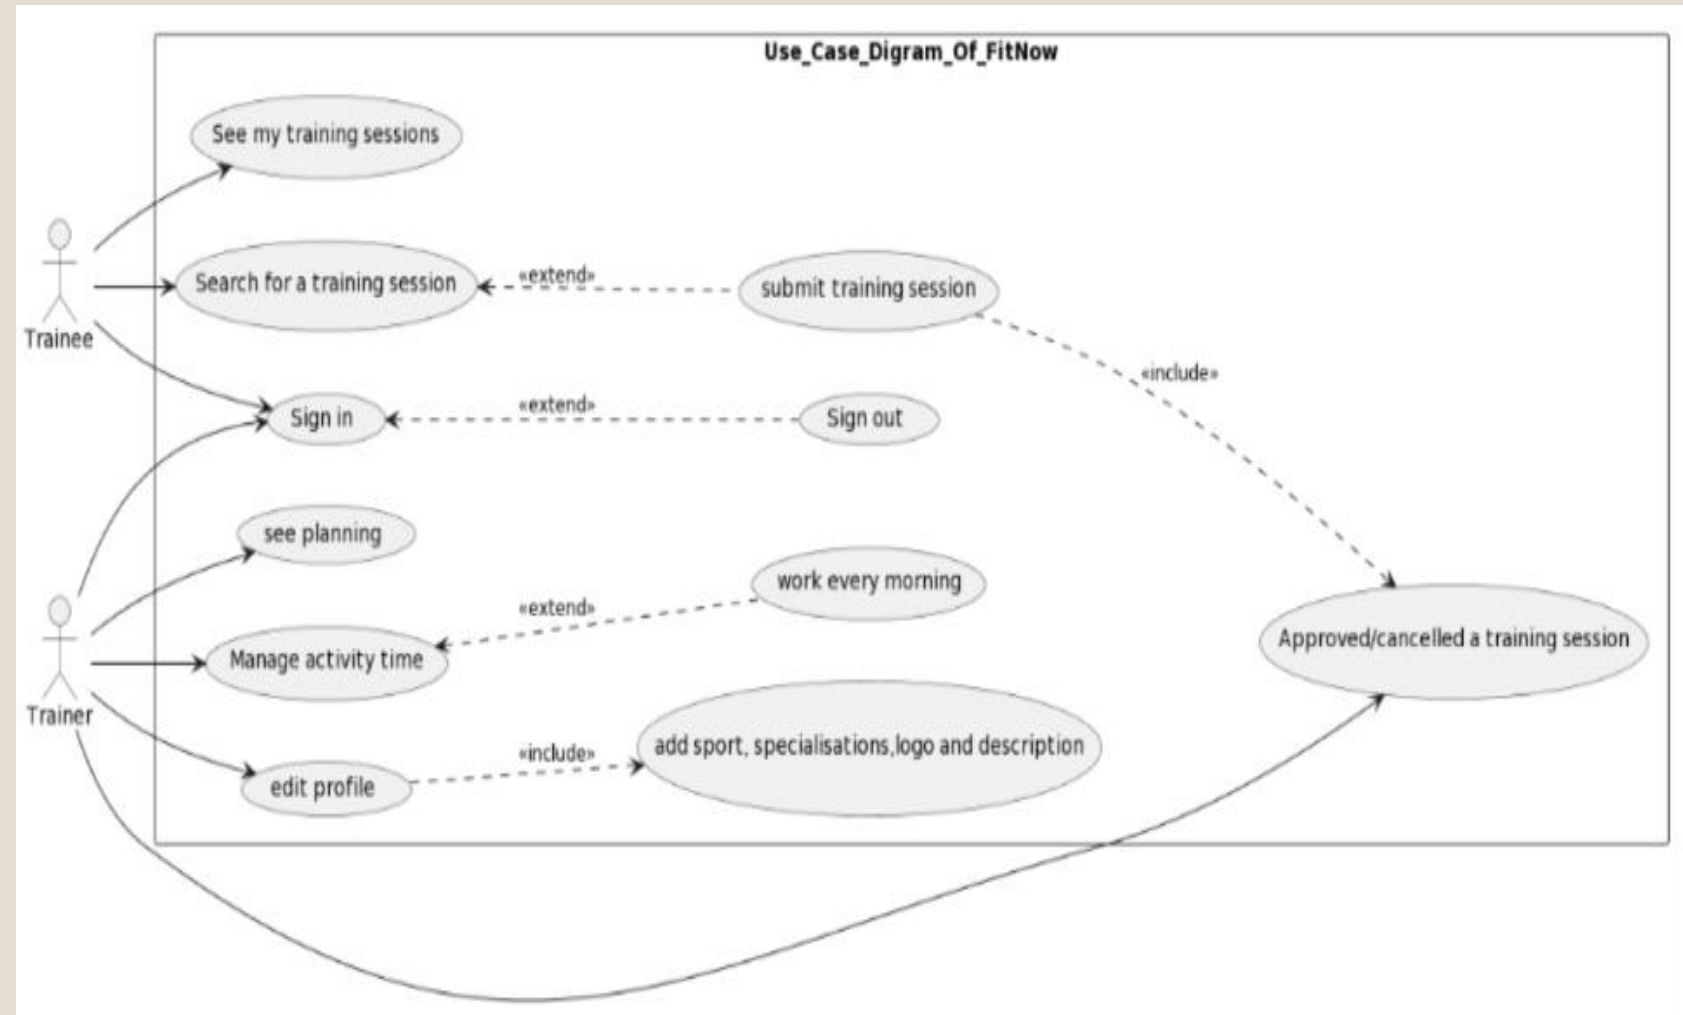 Use_Case_Digram_Of_FitNow
See my training sessions
Search for a training session
«extend»
submit training session
Trainee
«include»
Sign in
«extend»
Sign out
see planning
work every morning
«extend»
Approved/cancelled a training session
Manage activity time
Trainer
«include»
add sport, specialisations,logo and description
edit profile